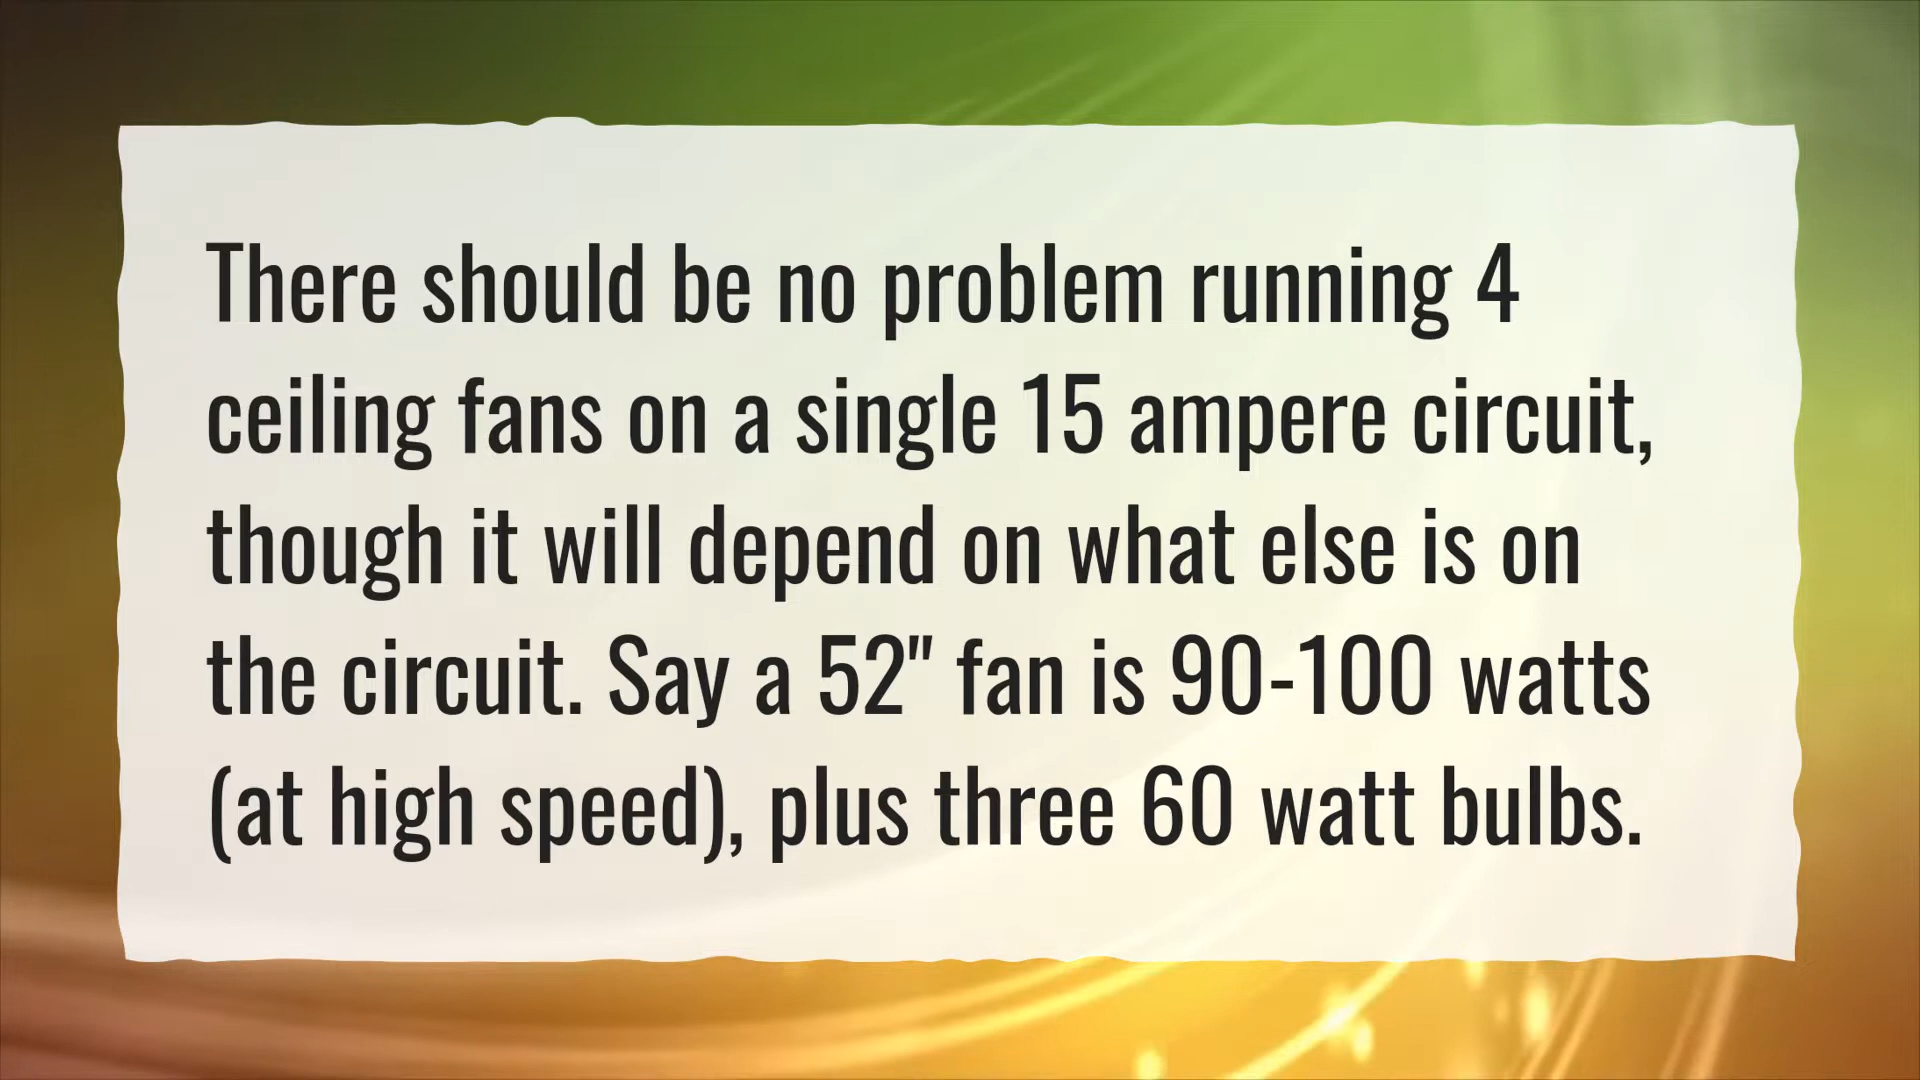 There should be no problem running 4
ceiling fans on a single 15 ampere circuit,
though it will depend on what else is on
the circuit. Say a 52" fan is 90-100 watts
(at high speed), plus three 60 watt bulbs.